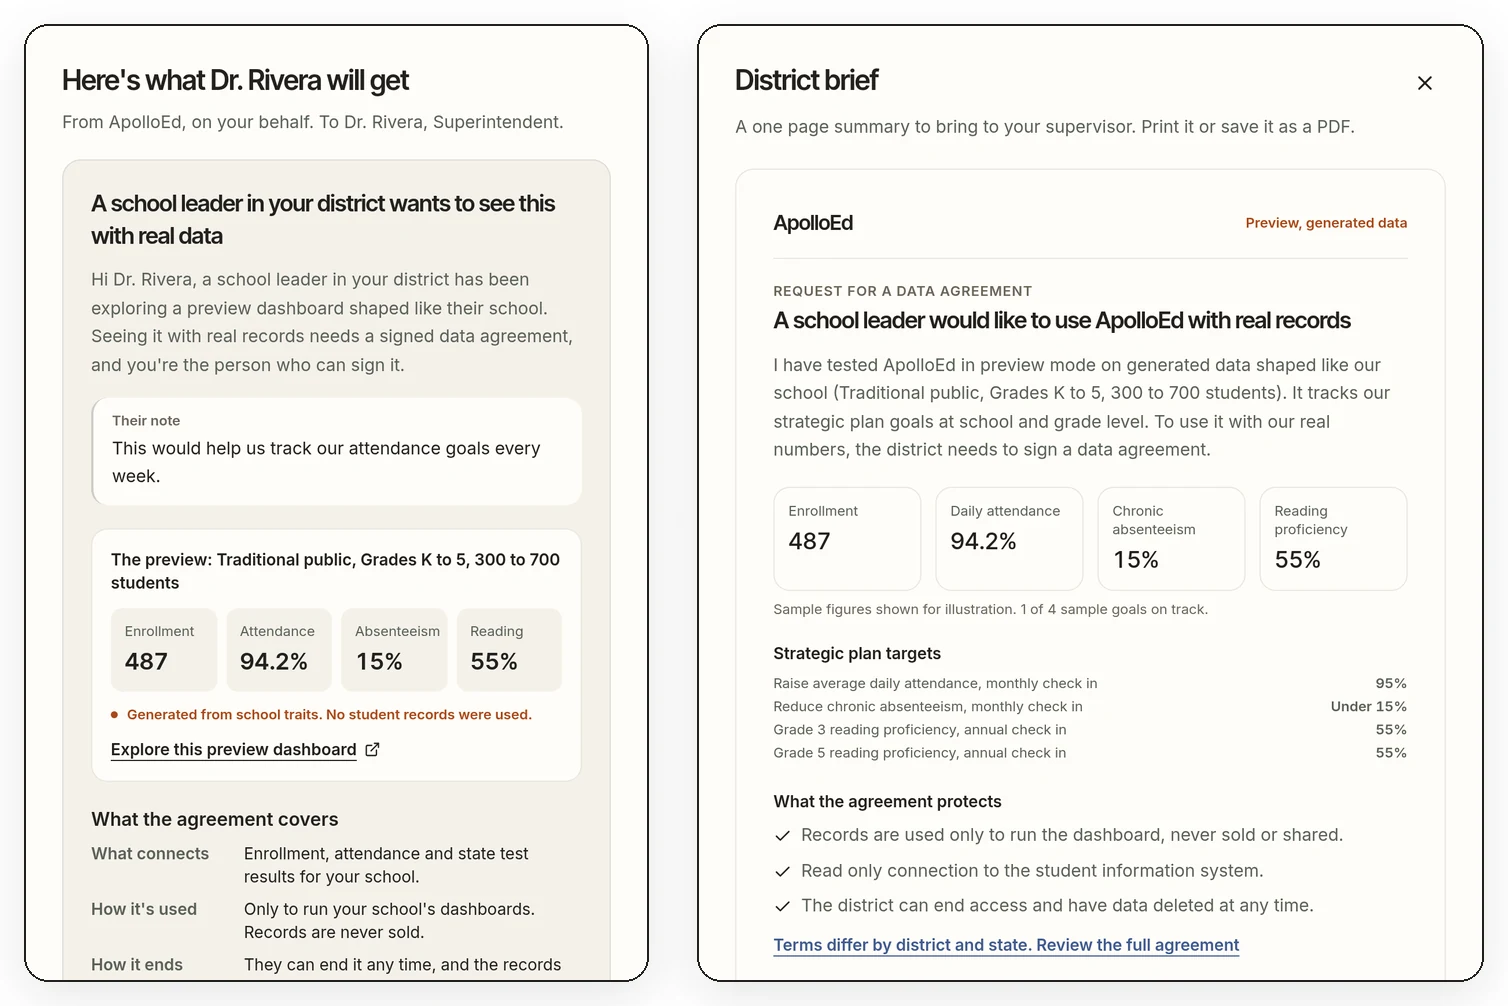 Here's what Dr. Rivera will get
From ApolloEd, on your behalf. To Dr. Rivera, Superintendent.
A school leader in your district wants to see this
with real data
Hi Dr. Rivera, a school leader in your district has been
exploring a preview dashboard shaped like their school.
Seeing it with real records needs a signed data agreement,
and you're the person who can sign it.
Their note
This would help us track our attendance goals every
week.
The preview: Traditional public, Grades K to 5, 300 to 700
students
Enrollment
487
Attendance
94.2%
Absenteeism
15%
Reading
55%
Generated from school traits. No student records were used.
Explore this preview dashboard
What the agreement covers
What connects
Enrollment, attendance and state test
results for your school.
How it's used
Only to run your school's dashboards.
Records are never sold.
How it ends
They can end it any time, and the records
District brief
A one page summary to bring to your supervisor. Print it or save it as a PDF.
ApolloEd
Preview, generated data
REQUEST FOR A DATA AGREEMENT
A school leader would like to use ApolloEd with real records
I have tested ApolloEd in preview mode on generated data shaped like our
school (Traditional public, Grades K to 5, 300 to 700 students). It tracks our
strategic plan goals at school and grade level. To use it with our real
numbers, the district needs to sign a data agreement.
Enrollment
487
Daily attendance
94.2%
Chronic
absenteeism
15%
Reading
proficiency
55%
Sample figures shown for illustration. 1 of 4 sample goals on track.
Strategic plan targets
Raise average daily attendance, monthly check in 95%
Reduce chronic absenteeism, monthly check in Under 15%
Grade 3 reading proficiency, annual check in 55%
Grade 5 reading proficiency, annual check in 55%
What the agreement protects
Records are used only to run the dashboard, never sold or shared.
Read only connection to the student information system.
The district can end access and have data deleted at any time.
Terms differ by district and state. Review the full agreement